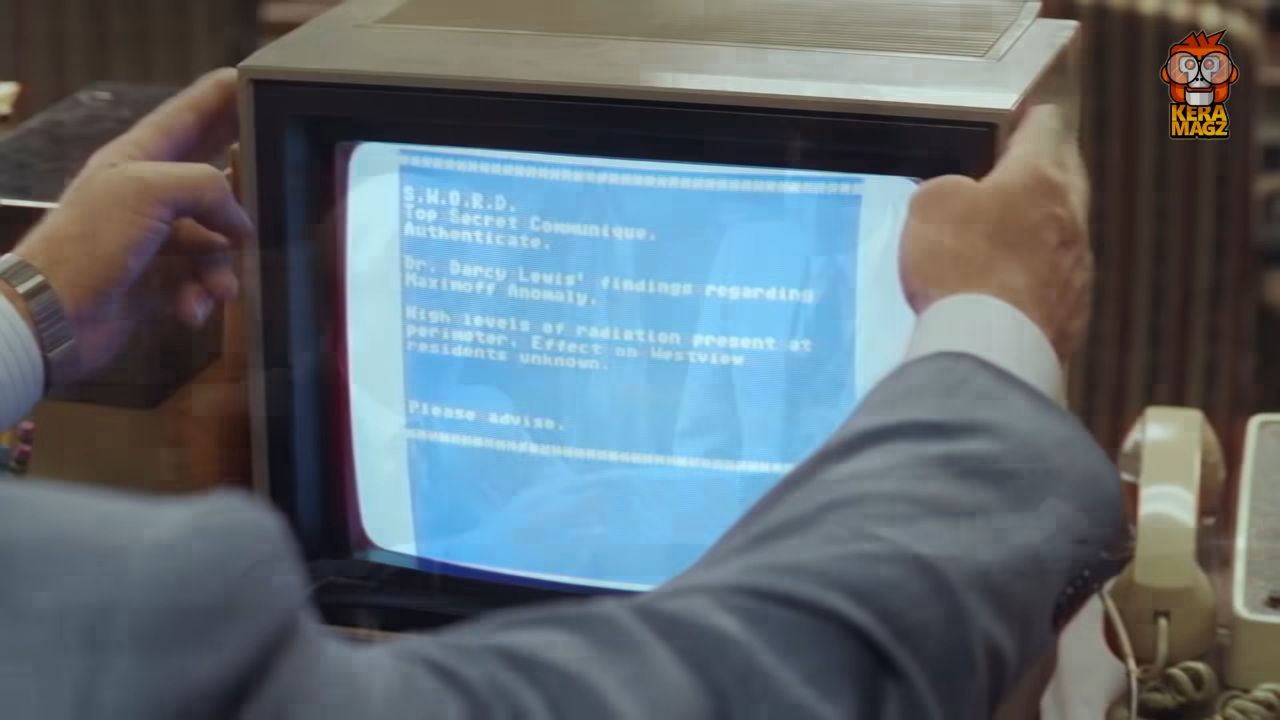 S.W.O.R.D.
Top Secret Communique.
Authenticate.
Dr. Darcy Lewis' findings regarding
Maximoff Anomaly.
High levels of radiation present at
perimeter. Effect on Westview
residents unknown.
Please advise.
KERA
MAGZ